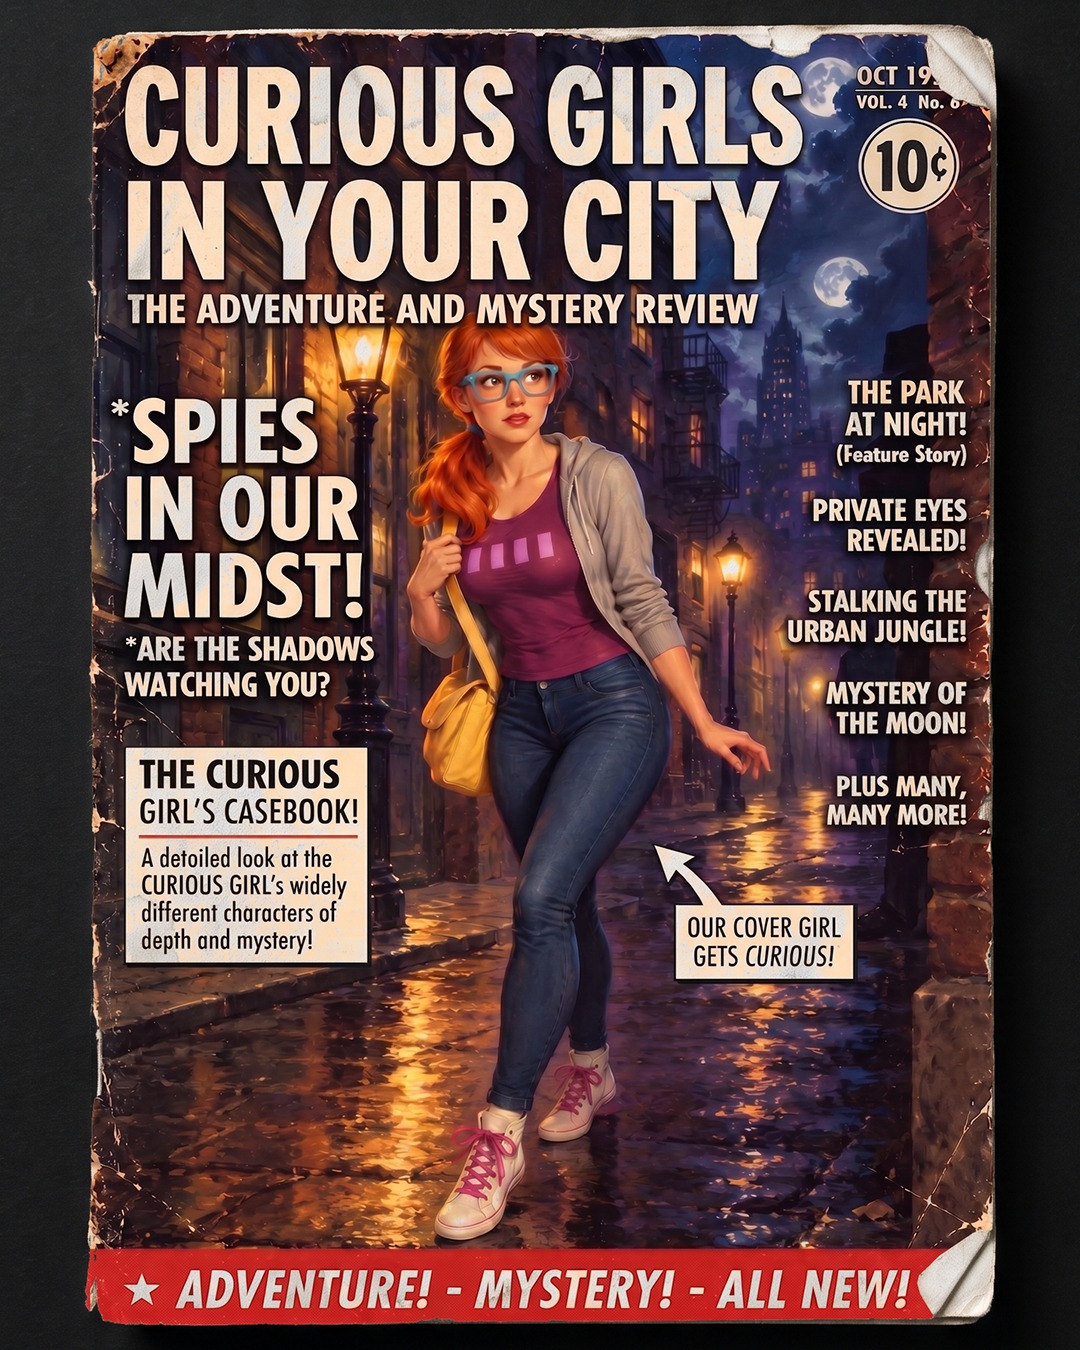 CURIOUS GIRLS
IN YOUR CITY
THE ADVENTURE AND MYSTERY REVIEW
OCT 19
VOL. 4 No. 6
10¢
*SPIES
IN OUR
MIDST!
*ARE THE SHADOWS
WATCHING YOU?
THE CURIOUS
GIRL'S CASEBOOK!
A detoiled look at the
CURIOUS GIRL's widely
different characters of
depth and mystery!
THE PARK
AT NIGHT!
(Feature Story)
PRIVATE EYES
REVEALED!
STALKING THE
URBAN JUNGLE!
MYSTERY OF
THE MOON!
PLUS MANY,
MANY MORE!
OUR COVER GIRL
GETS CURIOUS!
★ ADVENTURE! - MYSTERY! - ALL NEW!